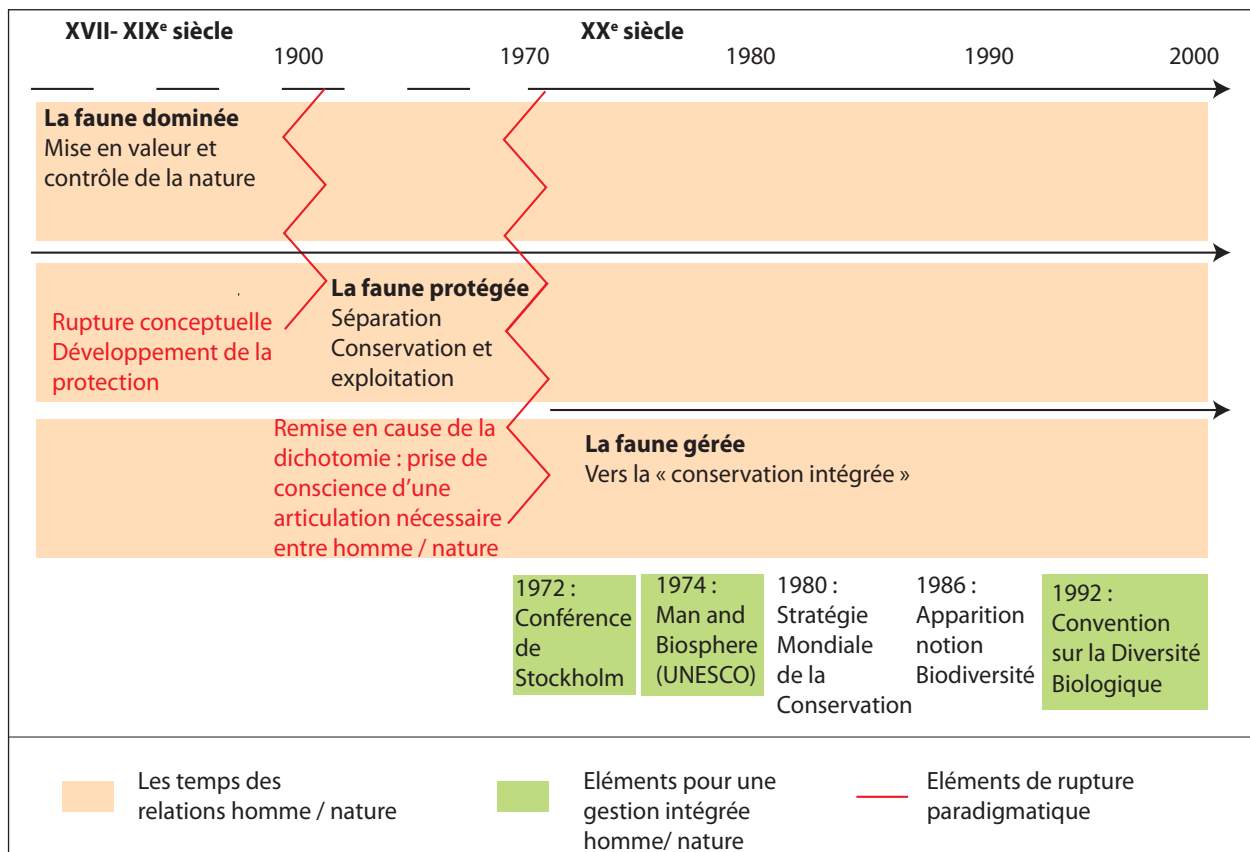 XVII- XIXe siècle
XXe siècle
1900
1970
1980
1990
2000
La faune dominée
Mise en valeur et
contrôle de la nature
Rupture conceptuelle
Développement de la
protection
La faune protégée
Séparation
Conservation et
exploitation
Remise en cause de la
dichotomie : prise de
conscience d’une
articulation nécessaire
entre homme / nature
La faune gérée
Vers la « conservation intégrée »
1972 :
Conférence
de
Stockholm
1974 :
Man and
Biosphere
(UNESCO)
1980 :
Stratégie
Mondiale
de la
Conservation
1986 :
Apparition
notion
Biodiversité
1992 :
Convention
sur la Diversité
Biologique
Les temps des
relations homme / nature
Eléments pour une
gestion intégrée
homme/ nature
Eléments de rupture
paradigmatique